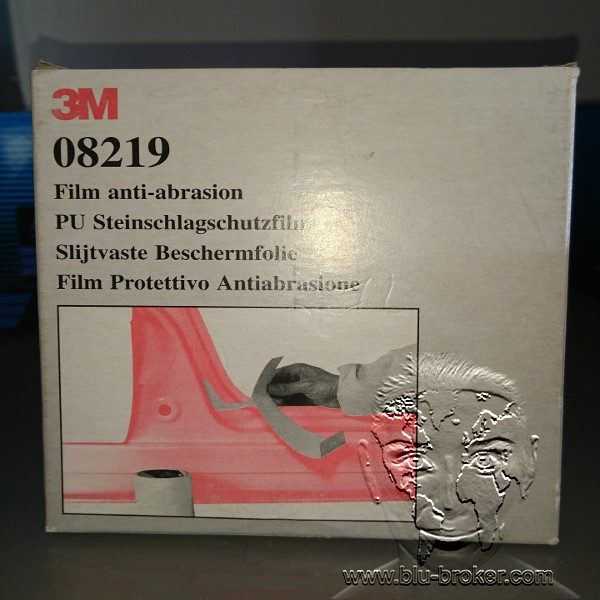 3M
08219
Film anti-abrasion
PU Steinschlagschutzfilm
Slijtvaste Beschermfolie
Film Protettivo Antiabrasione
www.blu-broker.com